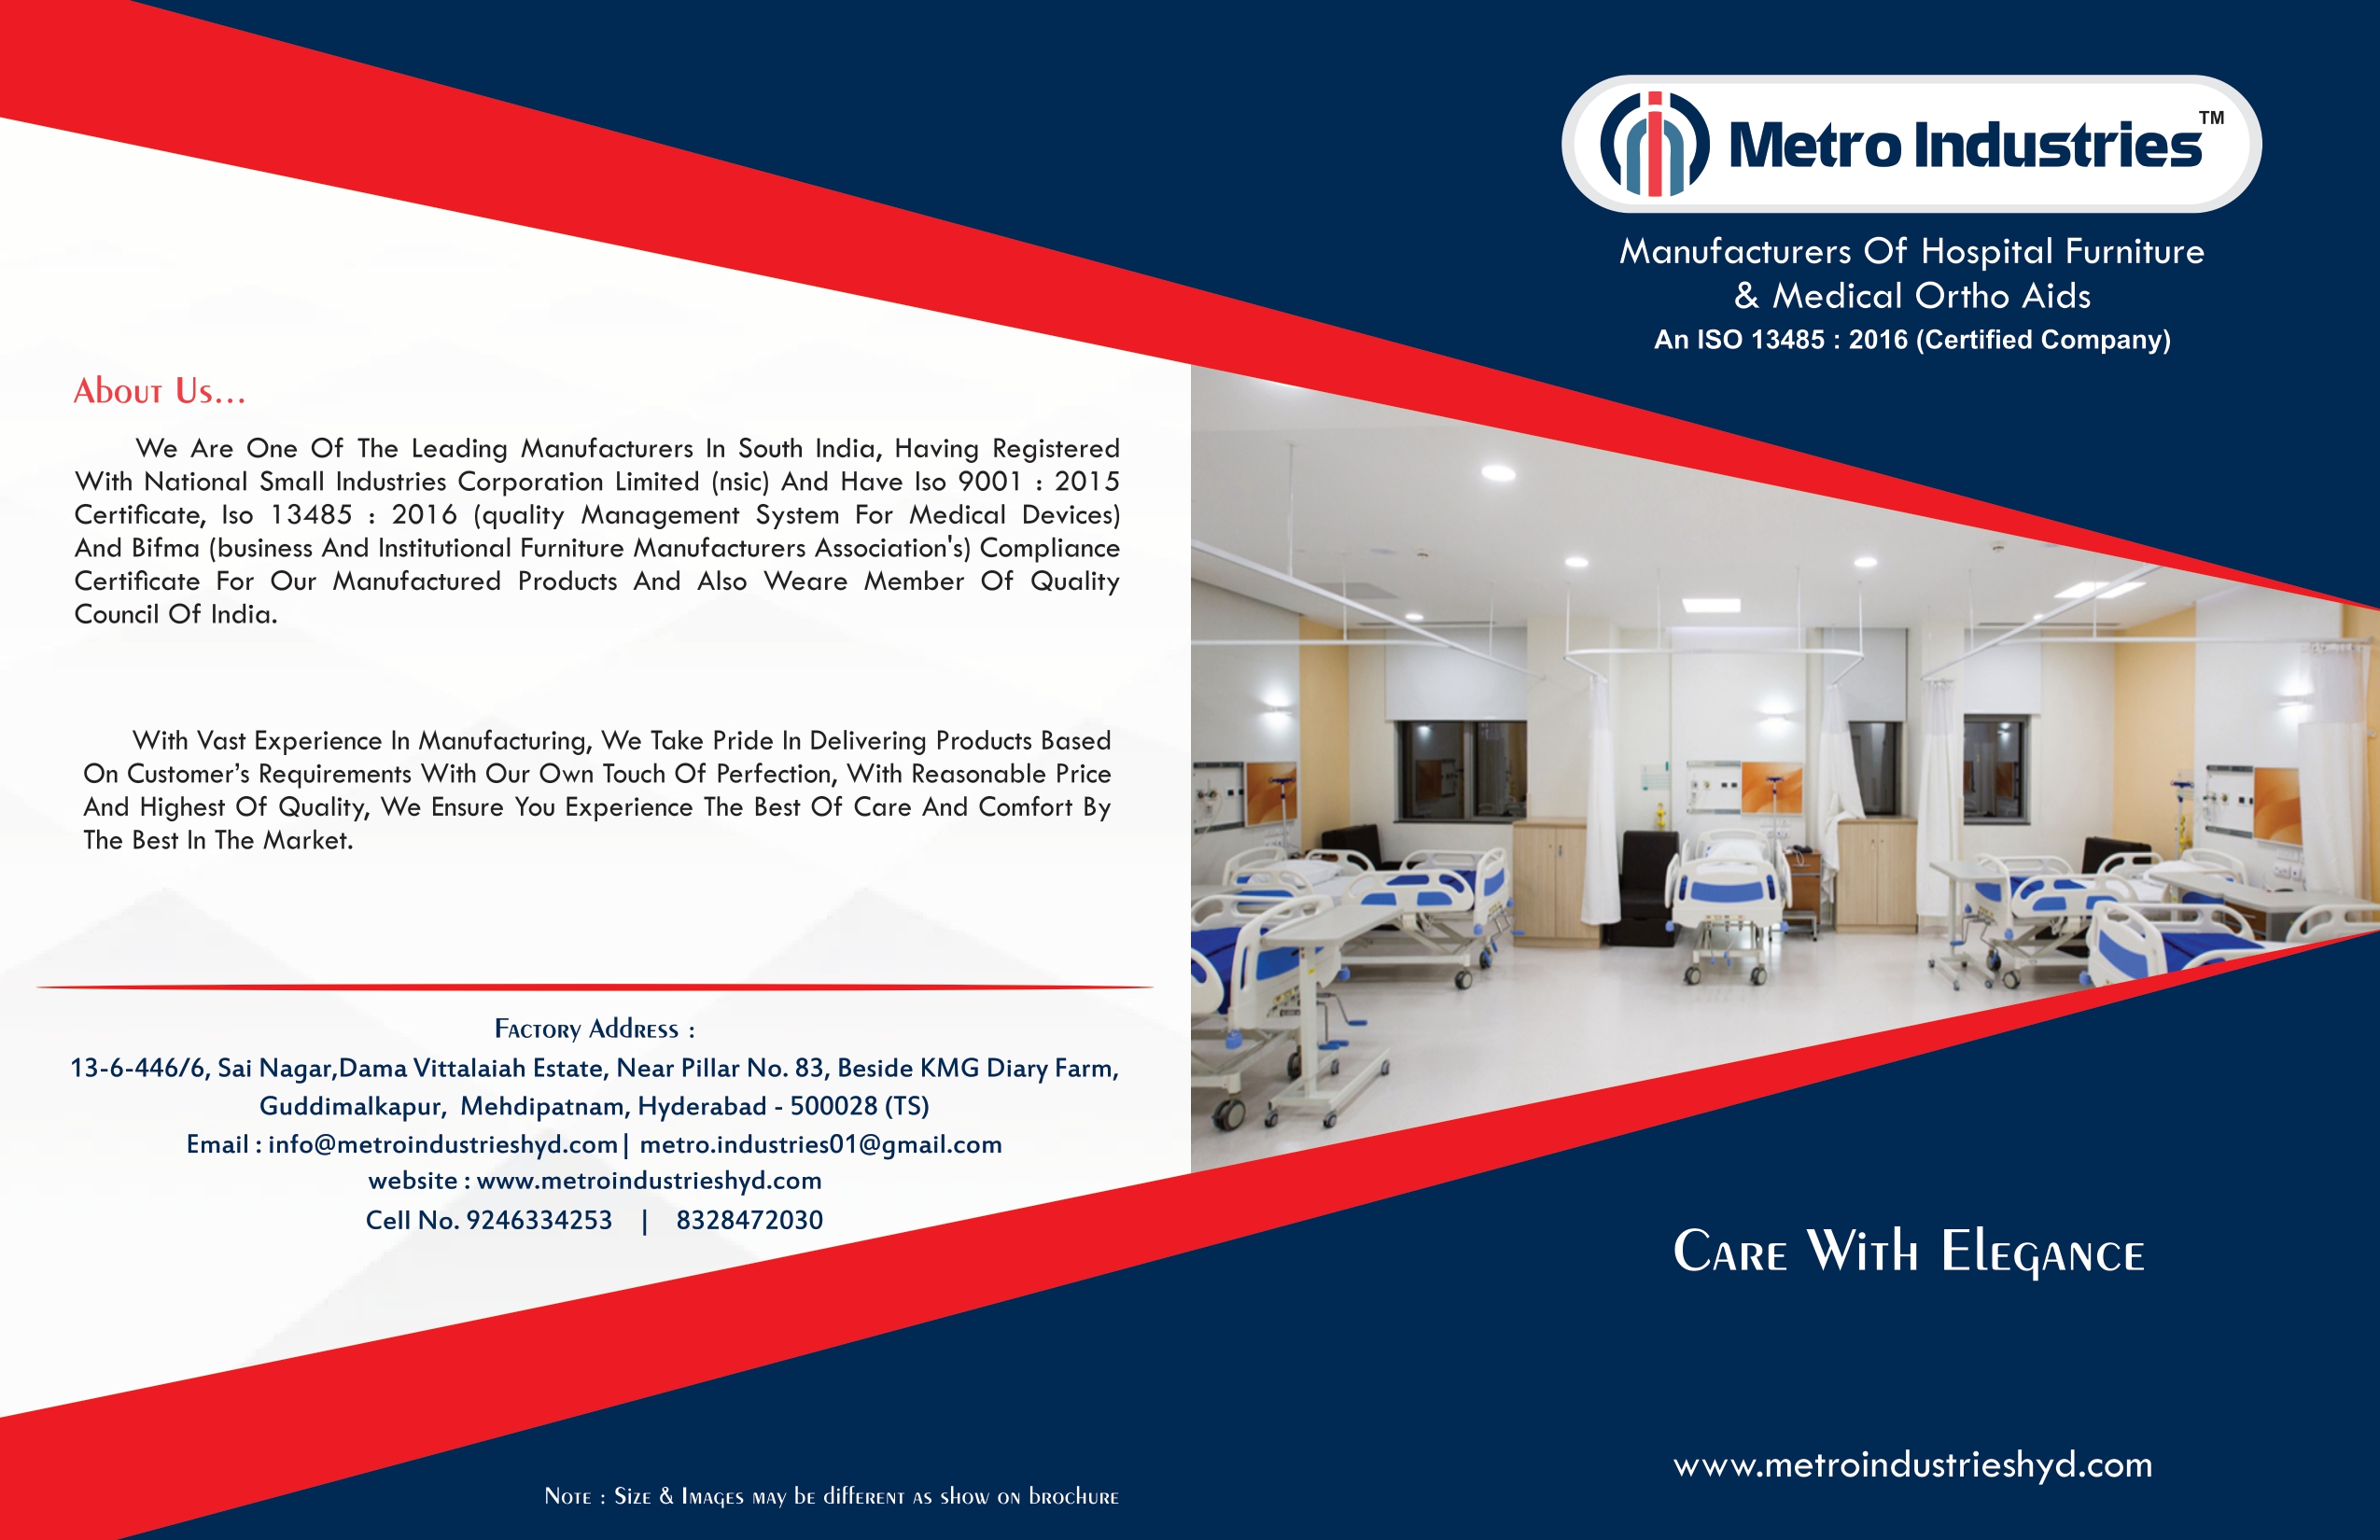 About Us...
We Are One Of The Leading Manufacturers In South India, Having Registered
With National Small Industries Corporation Limited (nsic) And Have Iso 9001 : 2015
Certificate, Iso 13485 : 2016 (quality Management System For Medical Devices)
And Bifma (business And Institutional Furniture Manufacturers Association's) Compliance
Certificate For Our Manufactured Products And Also Weare Member Of Quality
Council Of India.
With Vast Experience In Manufacturing, We Take Pride In Delivering Products Based
On Customer’s Requirements With Our Own Touch Of Perfection, With Reasonable Price
And Highest Of Quality, We Ensure You Experience The Best Of Care And Comfort By
The Best In The Market.
Factory Address :
13-6-446/6, Sai Nagar,Dama Vittalaiah Estate, Near Pillar No. 83, Beside KMG Diary Farm,
Guddimalkapur, Mehdipatnam, Hyderabad - 500028 (TS)
Email : info@metroindustrieshyd.com | metro.industries01@gmail.com
website : www.metroindustrieshyd.com
Cell No. 9246334253 | 8328472030
Note : Size & Images may be different as show on brochure
Metro Industries™
Manufacturers Of Hospital Furniture
& Medical Ortho Aids
An ISO 13485 : 2016 (Certified Company)
Care With Elegance
www.metroindustrieshyd.com